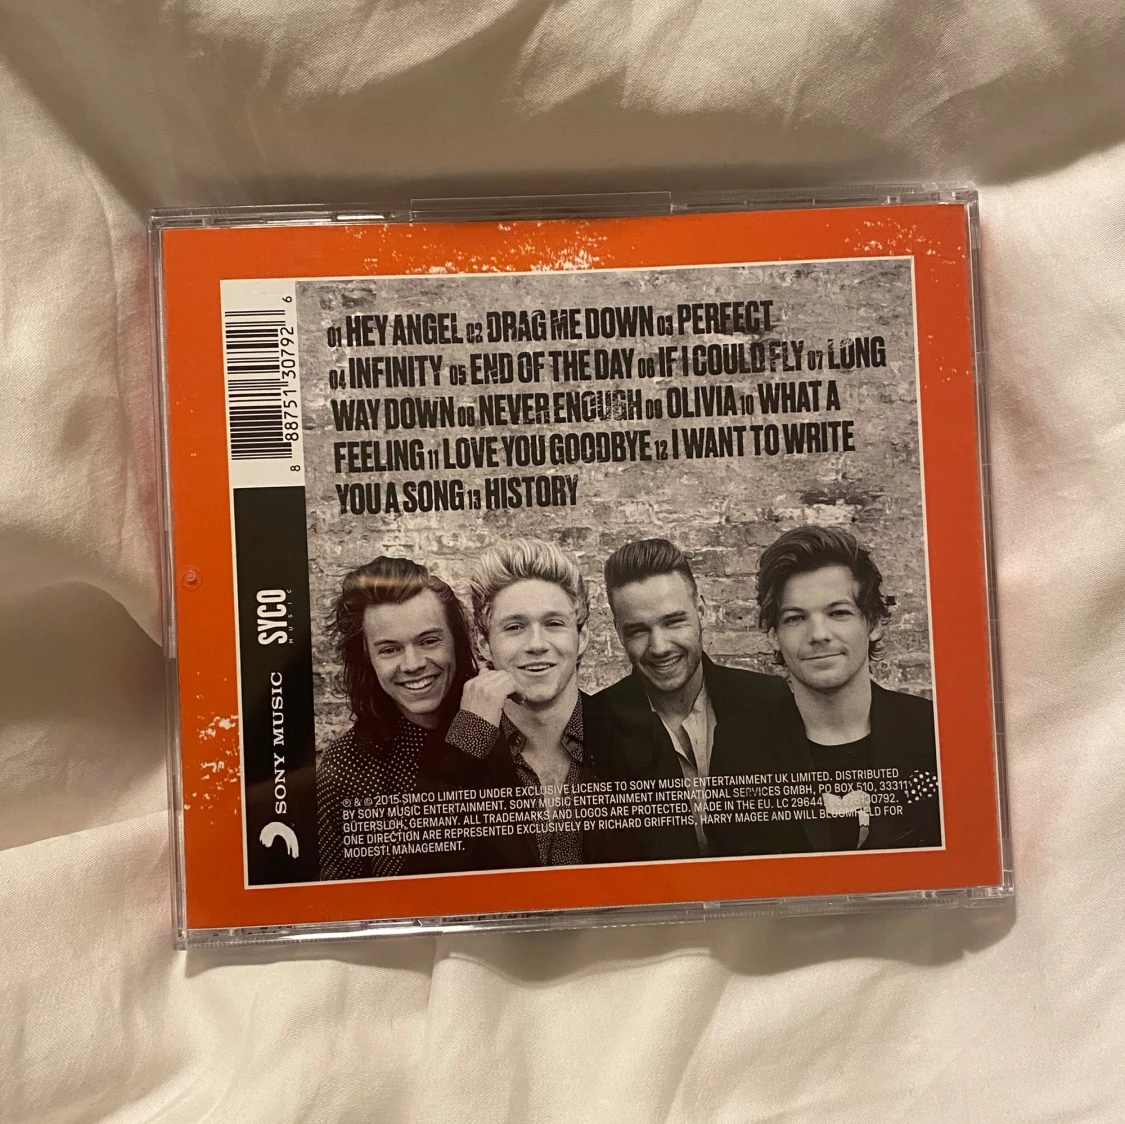 01 HEY ANGEL 02 DRAG ME DOWN 03 PERFECT
04 INFINITY 05 END OF THE DAY 06 IF I COULD FLY 07 LONG
WAY DOWN 08 NEVER ENOUGH 09 OLIVIA 10 WHAT A
FEELING 11 LOVE YOU GOODBYE 12 I WANT TO WRITE
YOU A SONG 13 HISTORY
8 88751 30792 6
SYCO
MUSIC
SONY MUSIC
℗ & © 2015 SIMCO LIMITED UNDER EXCLUSIVE LICENSE TO SONY MUSIC ENTERTAINMENT UK LIMITED. DISTRIBUTED
BY SONY MUSIC ENTERTAINMENT. SONY MUSIC ENTERTAINMENT INTERNATIONAL SERVICES GMBH, PO BOX 510, 33311
GÜTERSLOH, GERMANY. ALL TRADEMARKS AND LOGOS ARE PROTECTED. MADE IN THE EU. LC 29644.
ONE DIRECTION ARE REPRESENTED EXCLUSIVELY BY RICHARD GRIFFITHS, HARRY MAGEE AND WILL BLOOMFIELD FOR
MODEST! MANAGEMENT.